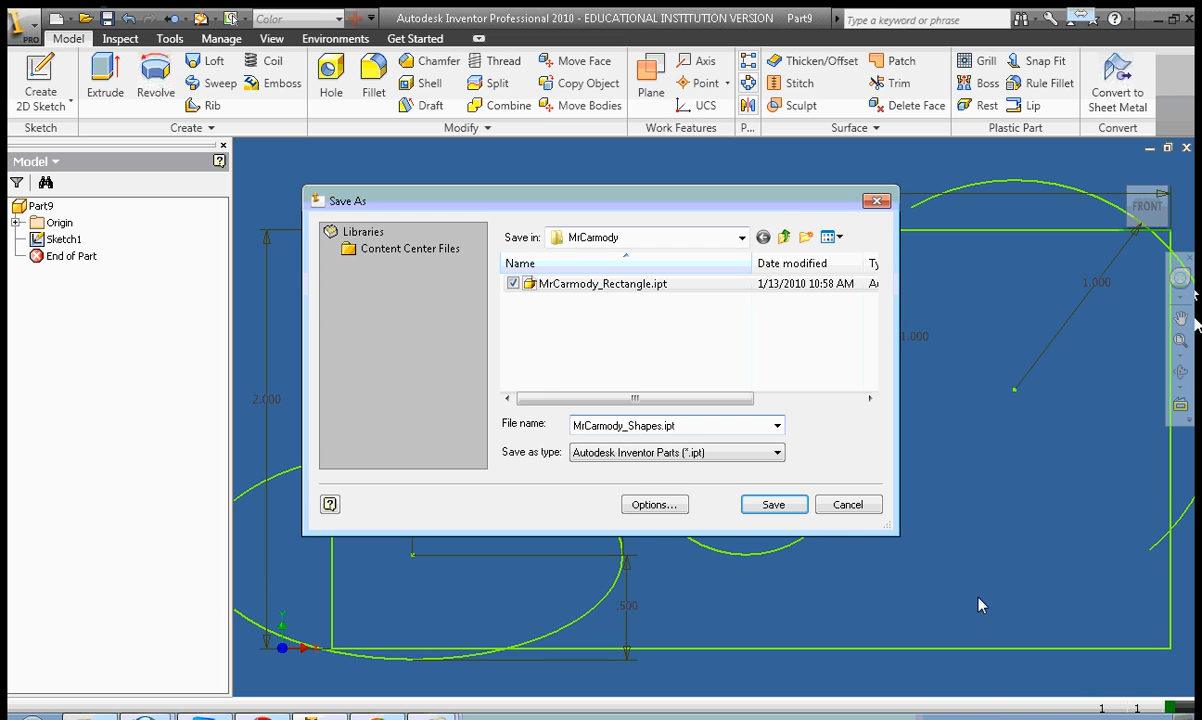 Color
Autodesk Inventor Professional 2010 - EDUCATIONAL INSTITUTION VERSION Part9
Type a keyword or phrase
PRO
Model Inspect Tools Manage View Environments Get Started
Create 2D Sketch
Extrude
Revolve
Loft
Coil
Sweep
Emboss
Rib
Hole
Fillet
Chamfer
Thread
Move Face
Shell
Split
Copy Object
Draft
Combine
Move Bodies
Plane
Axis
Point
UCS
Thicken/Offset
Patch
Stitch
Trim
Sculpt
Delete Face
Grill
Snap Fit
Boss
Rule Fillet
Rest
Lip
Convert to Sheet Metal
Sketch
Create
Modify
Work Features
P...
Surface
Plastic Part
Convert
Model
Part9
Origin
Sketch1
End of Part
Save As
Libraries
Content Center Files
Save in: MrCarmody
Name Date modified Ty
MrCarmody_Rectangle.ipt 1/13/2010 10:58 AM
File name: MrCarmody_Shapes.ipt
Save as type: Autodesk Inventor Parts (*.ipt)
Options... Save Cancel
FRONT
1.000
1.000
2.000
.500
Y
1 1